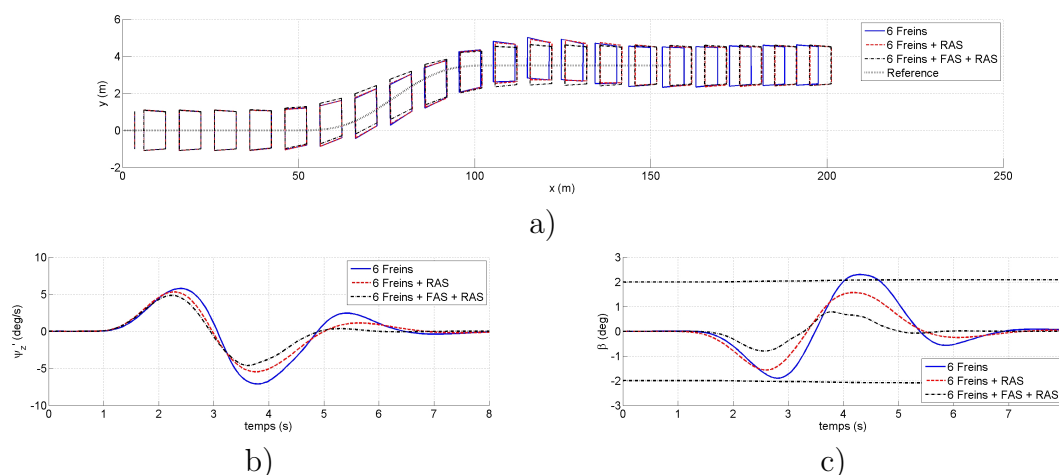 6
4
2
0
-2
y (m)
0
50
100
150
200
250
x (m)
6 Freins
6 Freins + RAS
6 Freins + FAS + RAS
Reference
a)
10
5
0
-5
-10
ψz' (deg/s)
0
1
2
3
4
5
6
7
8
temps (s)
6 Freins
6 Freins + RAS
6 Freins + FAS + RAS
b)
3
2
1
0
-1
-2
-3
β (deg)
0
1
2
3
4
5
6
7
temps (s)
6 Freins
6 Freins + RAS
6 Freins + FAS + RAS
c)